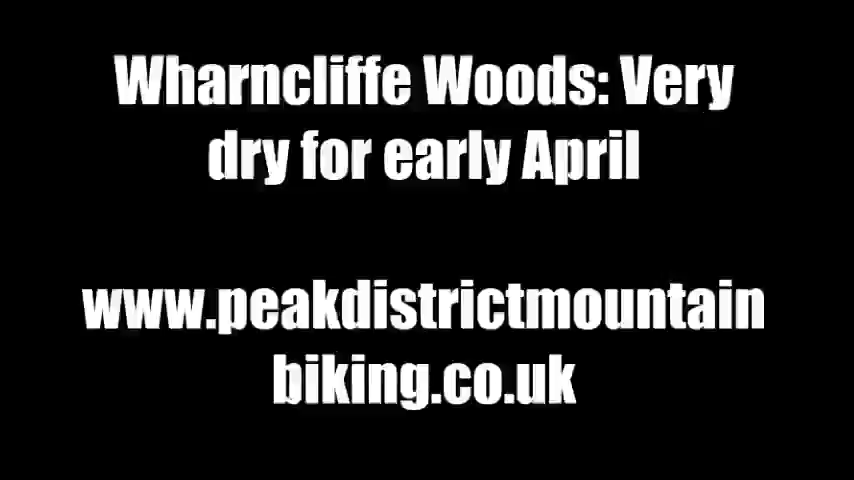 Wharncliffe Woods: Very
dry for early April
www.peakdistrictmountain
biking.co.uk